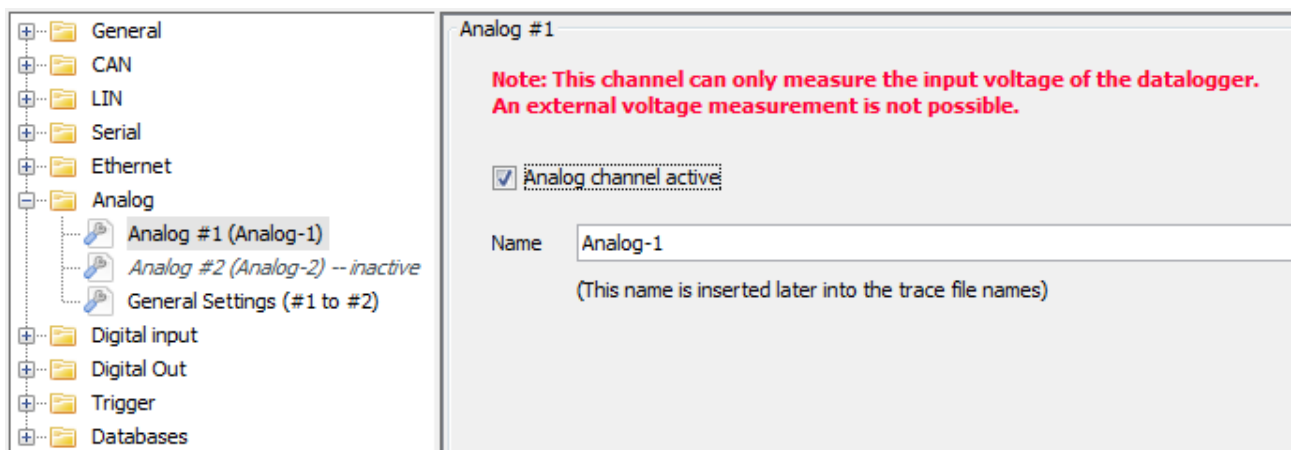 General
CAN
LIN
Serial
Ethernet
Analog
Analog #1 (Analog-1)
Analog #2 (Analog-2) -- inactive
General Settings (#1 to #2)
Digital input
Digital Out
Trigger
Databases
Analog #1
Note: This channel can only measure the input voltage of the datalogger.
An external voltage measurement is not possible.
Analog channel active
Name Analog-1
(This name is inserted later into the trace file names)